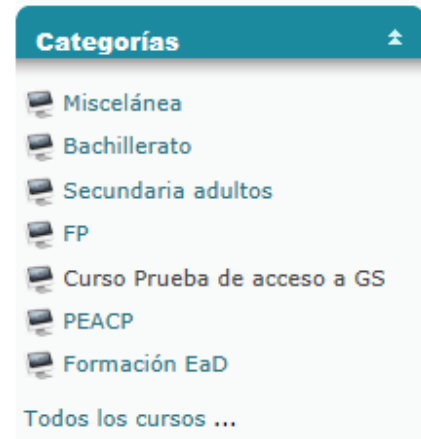 Categorías
Miscelánea
Bachillerato
Secundaria adultos
FP
Curso Prueba de acceso a GS
PEACP
Formación EaD
Todos los cursos ...